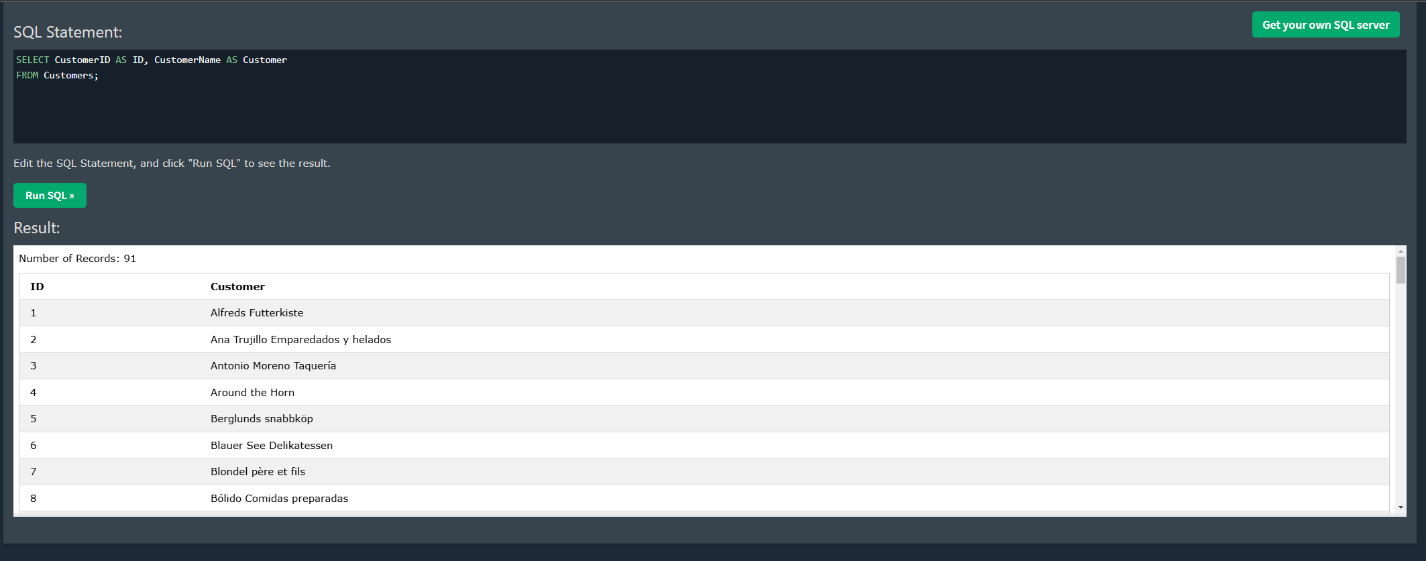 Get your own SQL server
SQL Statement:
SELECT CustomerID AS ID, CustomerName AS Customer
FROM Customers;
Edit the SQL Statement, and click "Run SQL" to see the result.
Run SQL »
Result:
Number of Records: 91
ID Customer
1 Alfreds Futterkiste
2 Ana Trujillo Emparedados y helados
3 Antonio Moreno Taquería
4 Around the Horn
5 Berglunds snabbköp
6 Blauer See Delikatessen
7 Blondel père et fils
8 Bólido Comidas preparadas